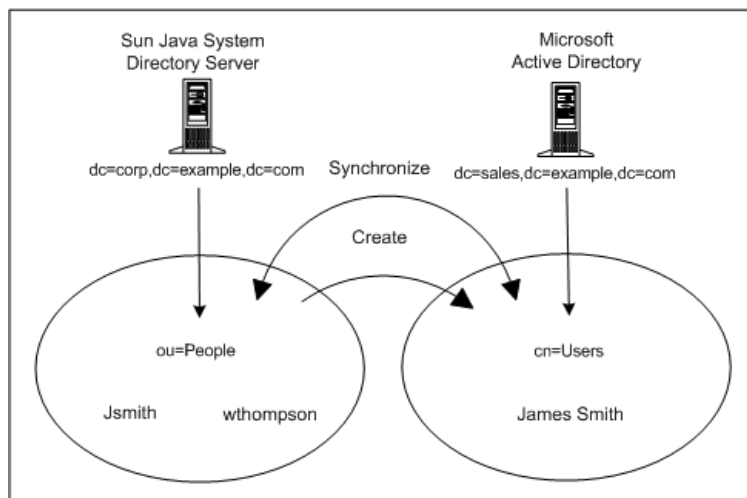 Sun Java System
Directory Server
Microsoft
Active Directory
dc=corp,dc=example,dc=com
Synchronize
dc=sales,dc=example,dc=com
Create
ou=People
cn=Users
Jsmith
wthompson
James Smith